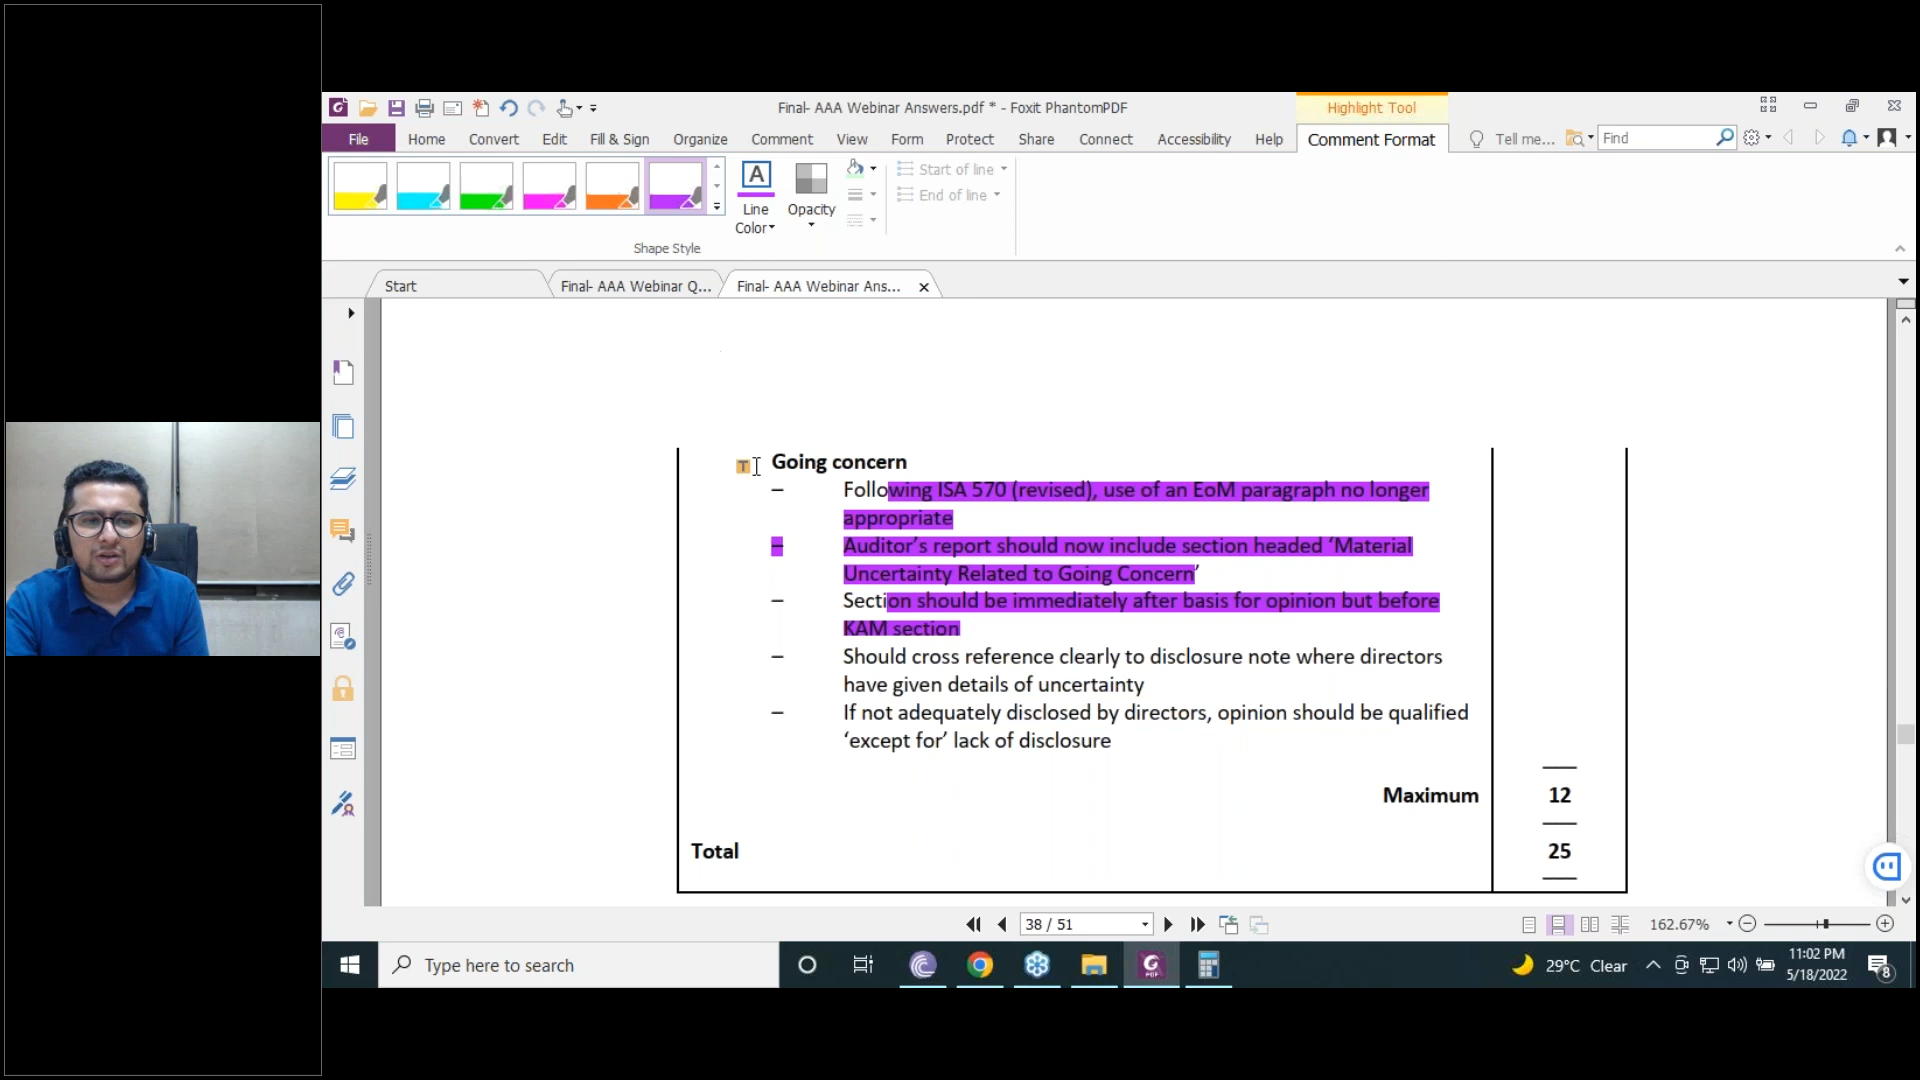 Final- AAA Webinar Answers.pdf * - Foxit PhantomPDF
Highlight Tool
File Home Convert Edit Fill & Sign Organize Comment View Form Protect Share Connect Accessibility Help Comment Format Tell me... Find
Start of line
End of line
Line
Color
Opacity
Shape Style
Start
Final- AAA Webinar Q...
Final- AAA Webinar Ans...
Going concern
– Following ISA 570 (revised), use of an EoM paragraph no longer
appropriate
– Auditor’s report should now include section headed ‘Material
Uncertainty Related to Going Concern’
– Section should be immediately after basis for opinion but before
KAM section
– Should cross reference clearly to disclosure note where directors
have given details of uncertainty
– If not adequately disclosed by directors, opinion should be qualified
‘except for’ lack of disclosure
Maximum 12
Total 25
38 / 51
162.67%
Type here to search
29°C Clear
11:02 PM
5/18/2022
8